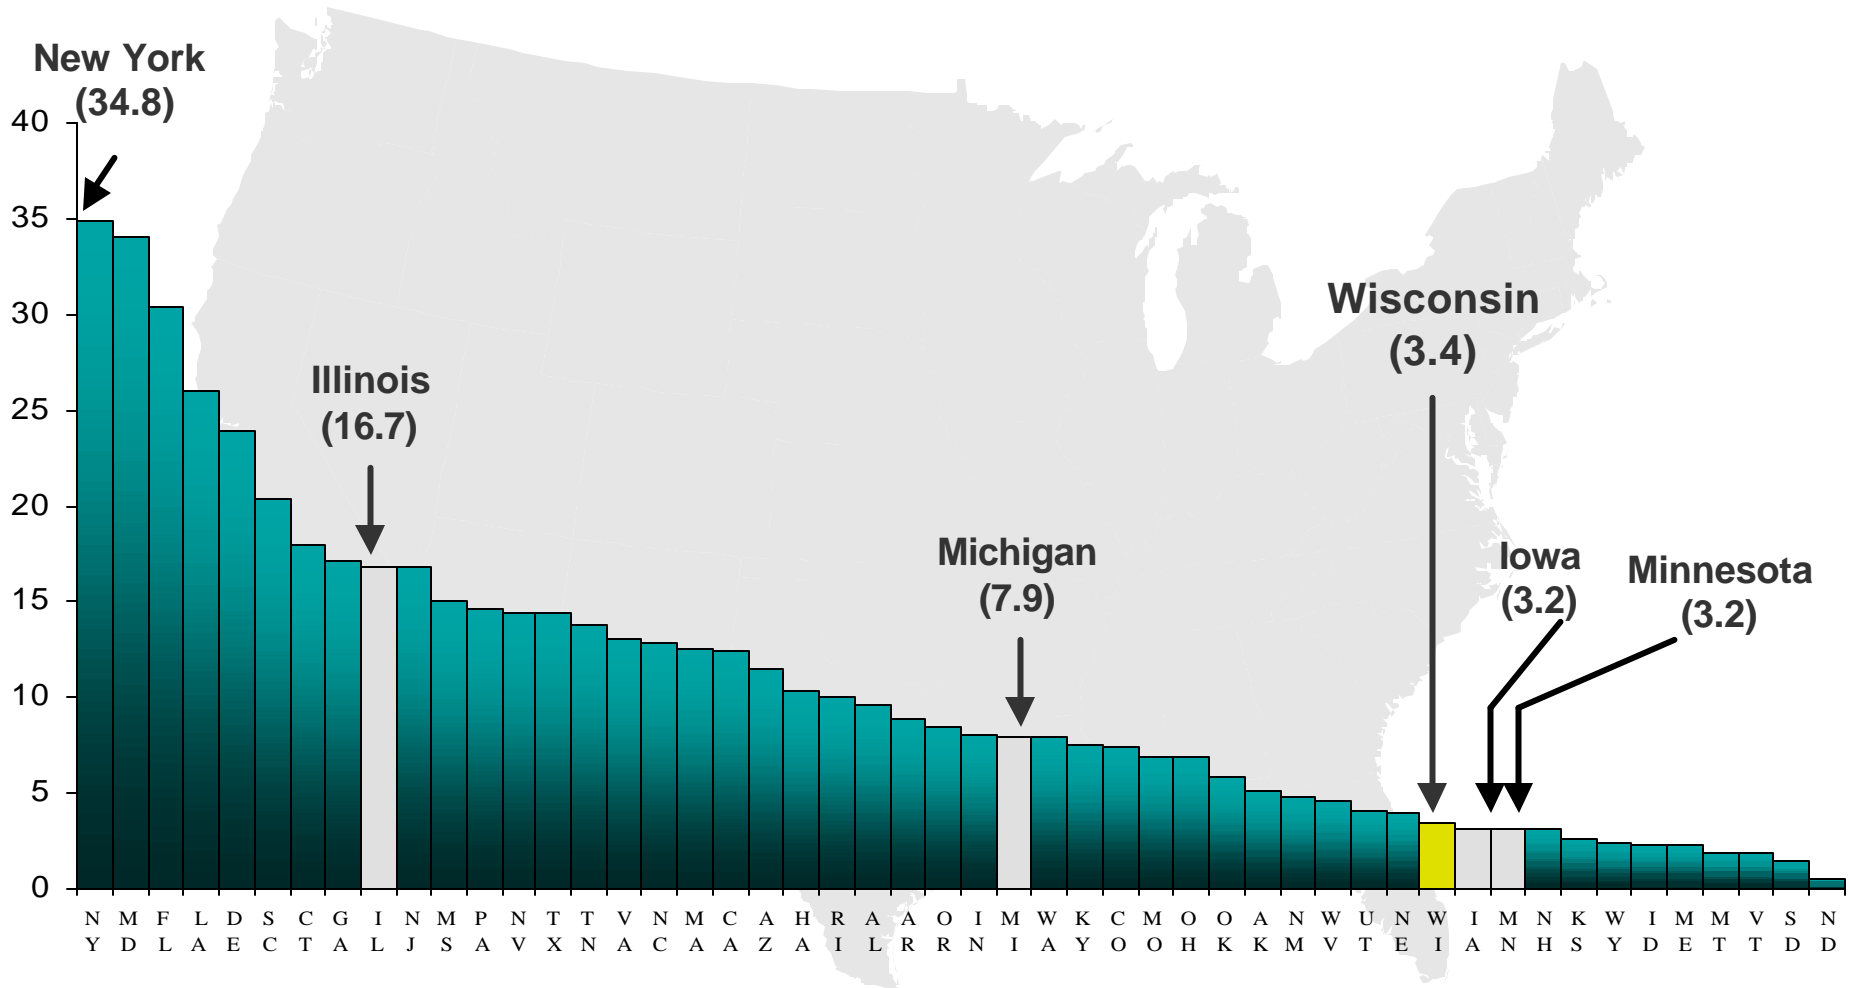 New York
(34.8)
40
35
30
25
20
15
10
5
0
Illinois
(16.7)
Michigan
(7.9)
Wisconsin
(3.4)
Iowa
(3.2)
Minnesota
(3.2)
N M F L D S C G I N M P N T T V N M C A H R A A O I M W K C M O O A N W U N W I M N K W I M M V S N
Y D L A E C T A L J S A V X N A C A A Z A I L R R N I A Y O O H K K M V T E I A N H S Y D E T T D D